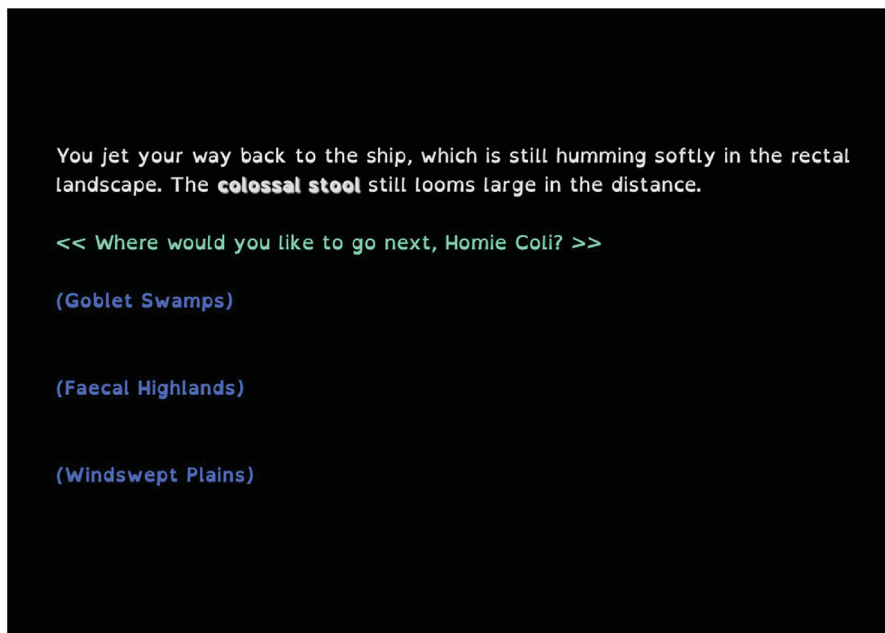 You jet your way back to the ship, which is still humming softly in the rectal
landscape. The colossal stool still looms large in the distance.
<< Where would you like to go next, Homie Coli? >>
(Goblet Swamps)
(Faecal Highlands)
(Windswept Plains)